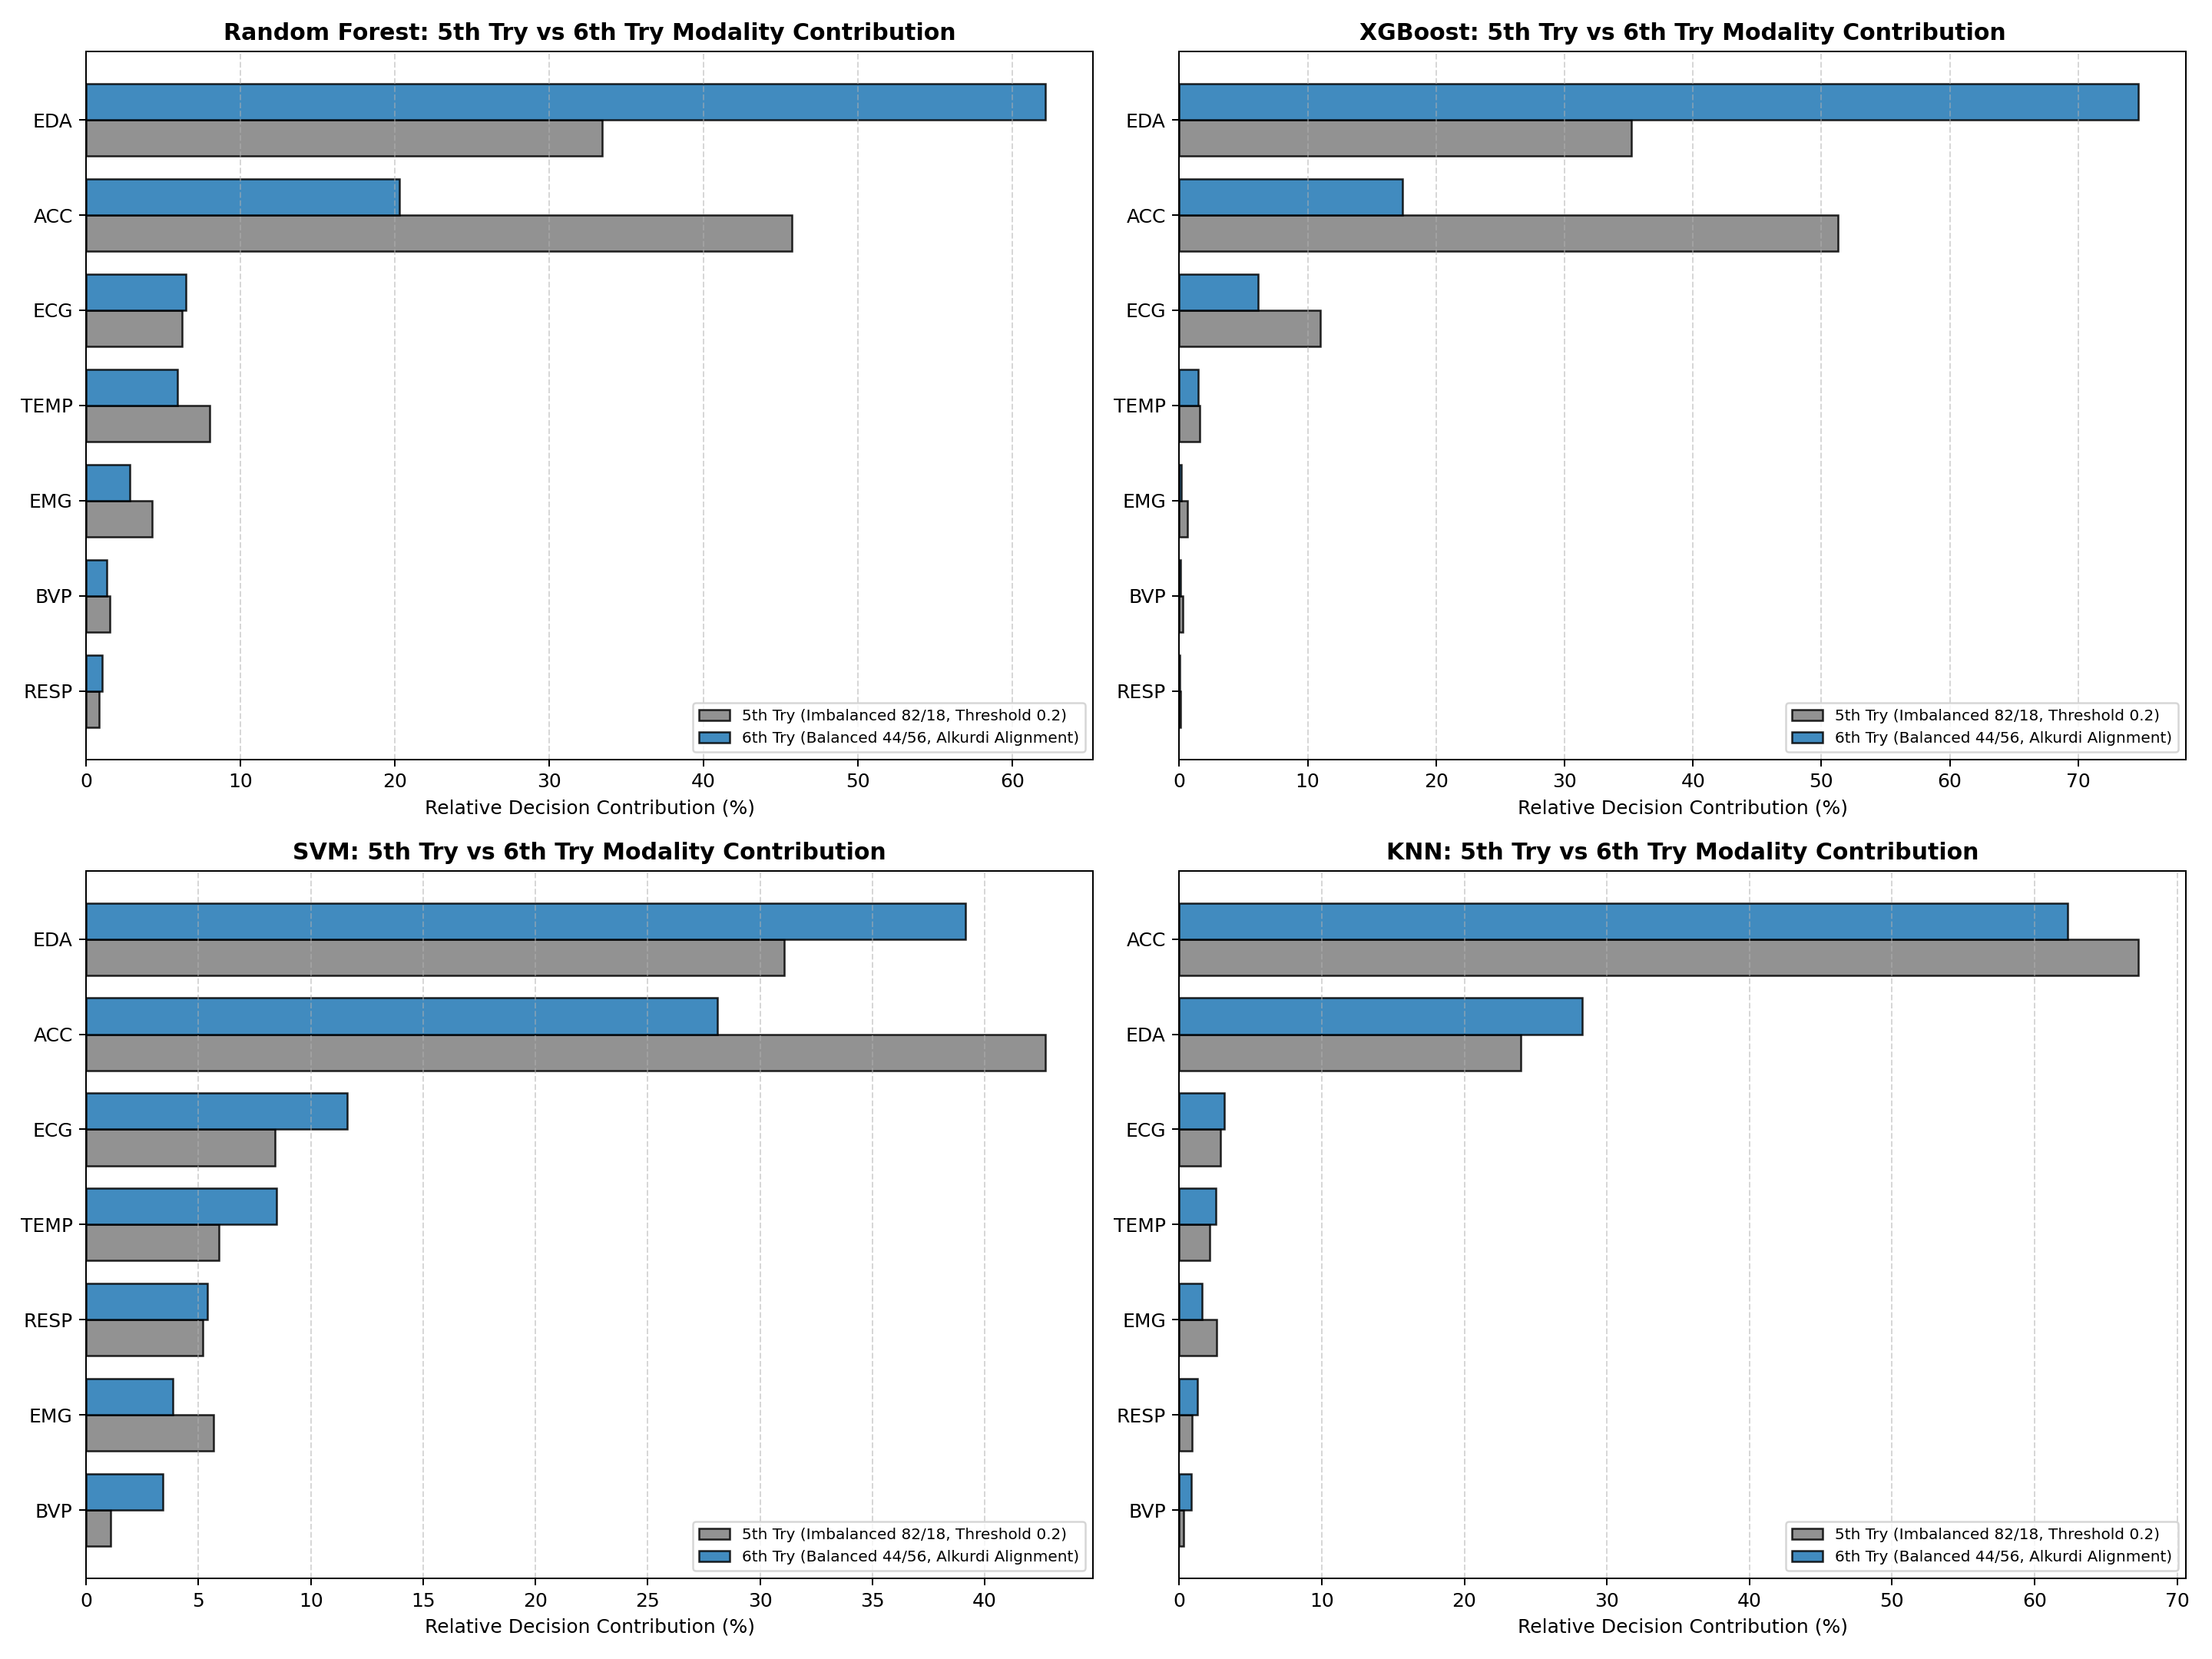 Random Forest: 5th Try vs 6th Try Modality Contribution
EDA
ACC
ECG
TEMP
EMG
BVP
RESP
5th Try (Imbalanced 82/18, Threshold 0.2)
6th Try (Balanced 44/56, Alkurdi Alignment)
0 10 20 30 40 50 60
Relative Decision Contribution (%)
XGBoost: 5th Try vs 6th Try Modality Contribution
EDA
ACC
ECG
TEMP
EMG
BVP
RESP
5th Try (Imbalanced 82/18, Threshold 0.2)
6th Try (Balanced 44/56, Alkurdi Alignment)
0 10 20 30 40 50 60 70
Relative Decision Contribution (%)
SVM: 5th Try vs 6th Try Modality Contribution
EDA
ACC
ECG
TEMP
RESP
EMG
BVP
5th Try (Imbalanced 82/18, Threshold 0.2)
6th Try (Balanced 44/56, Alkurdi Alignment)
0 5 10 15 20 25 30 35 40
Relative Decision Contribution (%)
KNN: 5th Try vs 6th Try Modality Contribution
ACC
EDA
ECG
TEMP
EMG
RESP
BVP
5th Try (Imbalanced 82/18, Threshold 0.2)
6th Try (Balanced 44/56, Alkurdi Alignment)
0 10 20 30 40 50 60 70
Relative Decision Contribution (%)